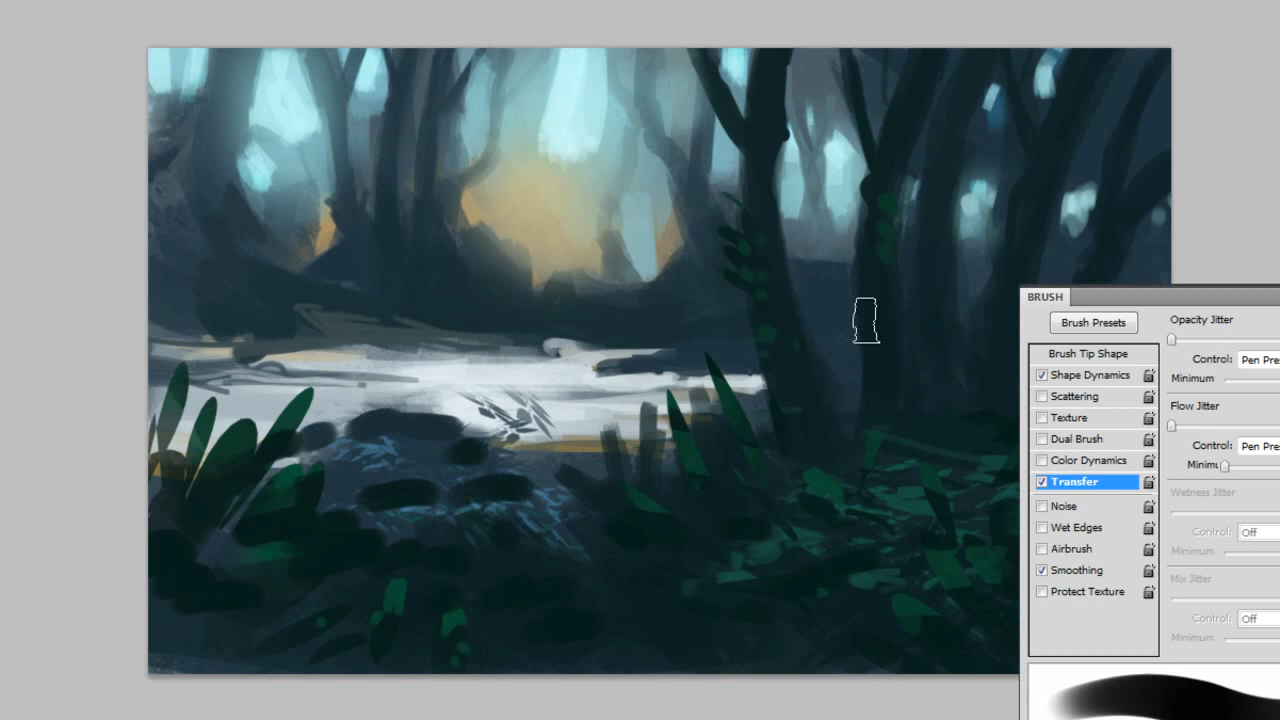 BRUSH
Brush Presets
Brush Tip Shape
Shape Dynamics
Scattering
Texture
Dual Brush
Color Dynamics
Transfer
Noise
Wet Edges
Airbrush
Smoothing
Protect Texture
Opacity Jitter
Control: Pen Pre
Minimum
Flow Jitter
Control: Pen Pre
Minimu
Wetness Jitter
Control: Off
Minimum
Mix Jitter
Control: Off
Minimum